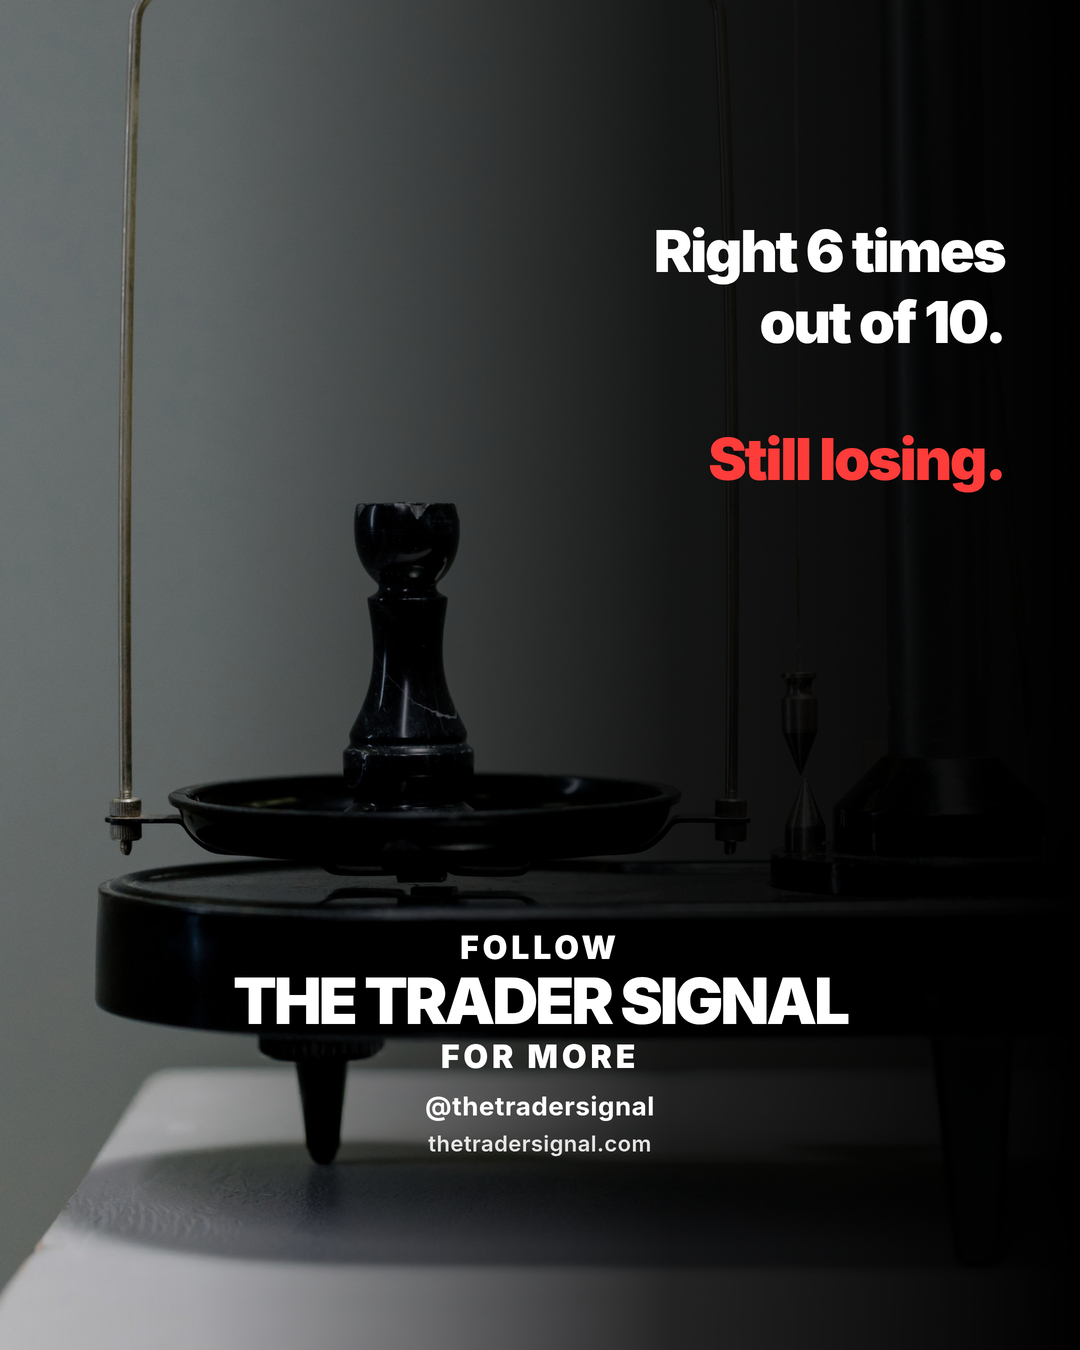 Right 6 times
out of 10.
Still losing.
FOLLOW
THE TRADER SIGNAL
FOR MORE
@thetradersignal
thetradersignal.com